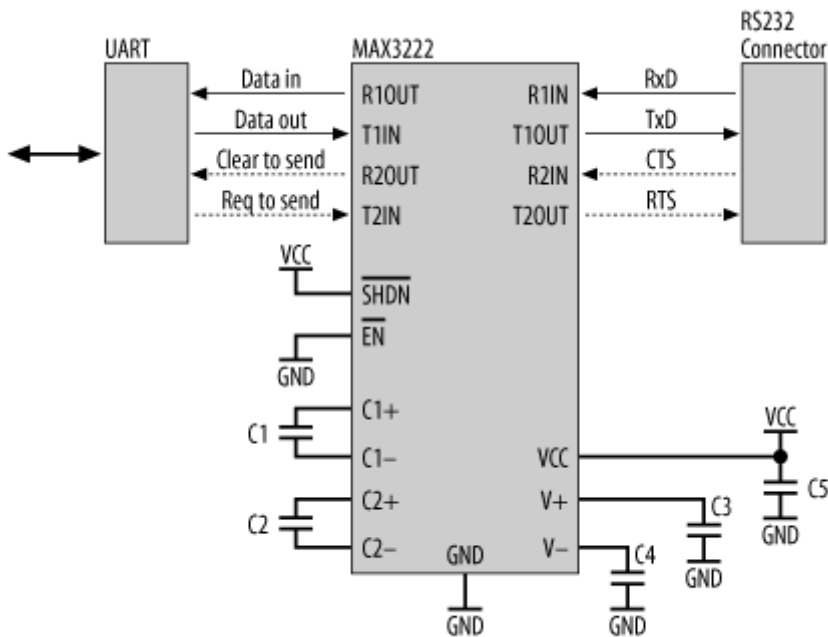 UART
MAX3222
RS232
Connector
Data in
R1OUT
R1IN
RxD
Data out
T1IN
T1OUT
TxD
Clear to send
R2OUT
R2IN
CTS
Req to send
T2IN
T2OUT
RTS
VCC
SHDN
EN
GND
C1+
C1
C1–
VCC
VCC
C5
GND
C2+
C2
C2–
V+
C3
GND
V–
C4
GND
GND
GND